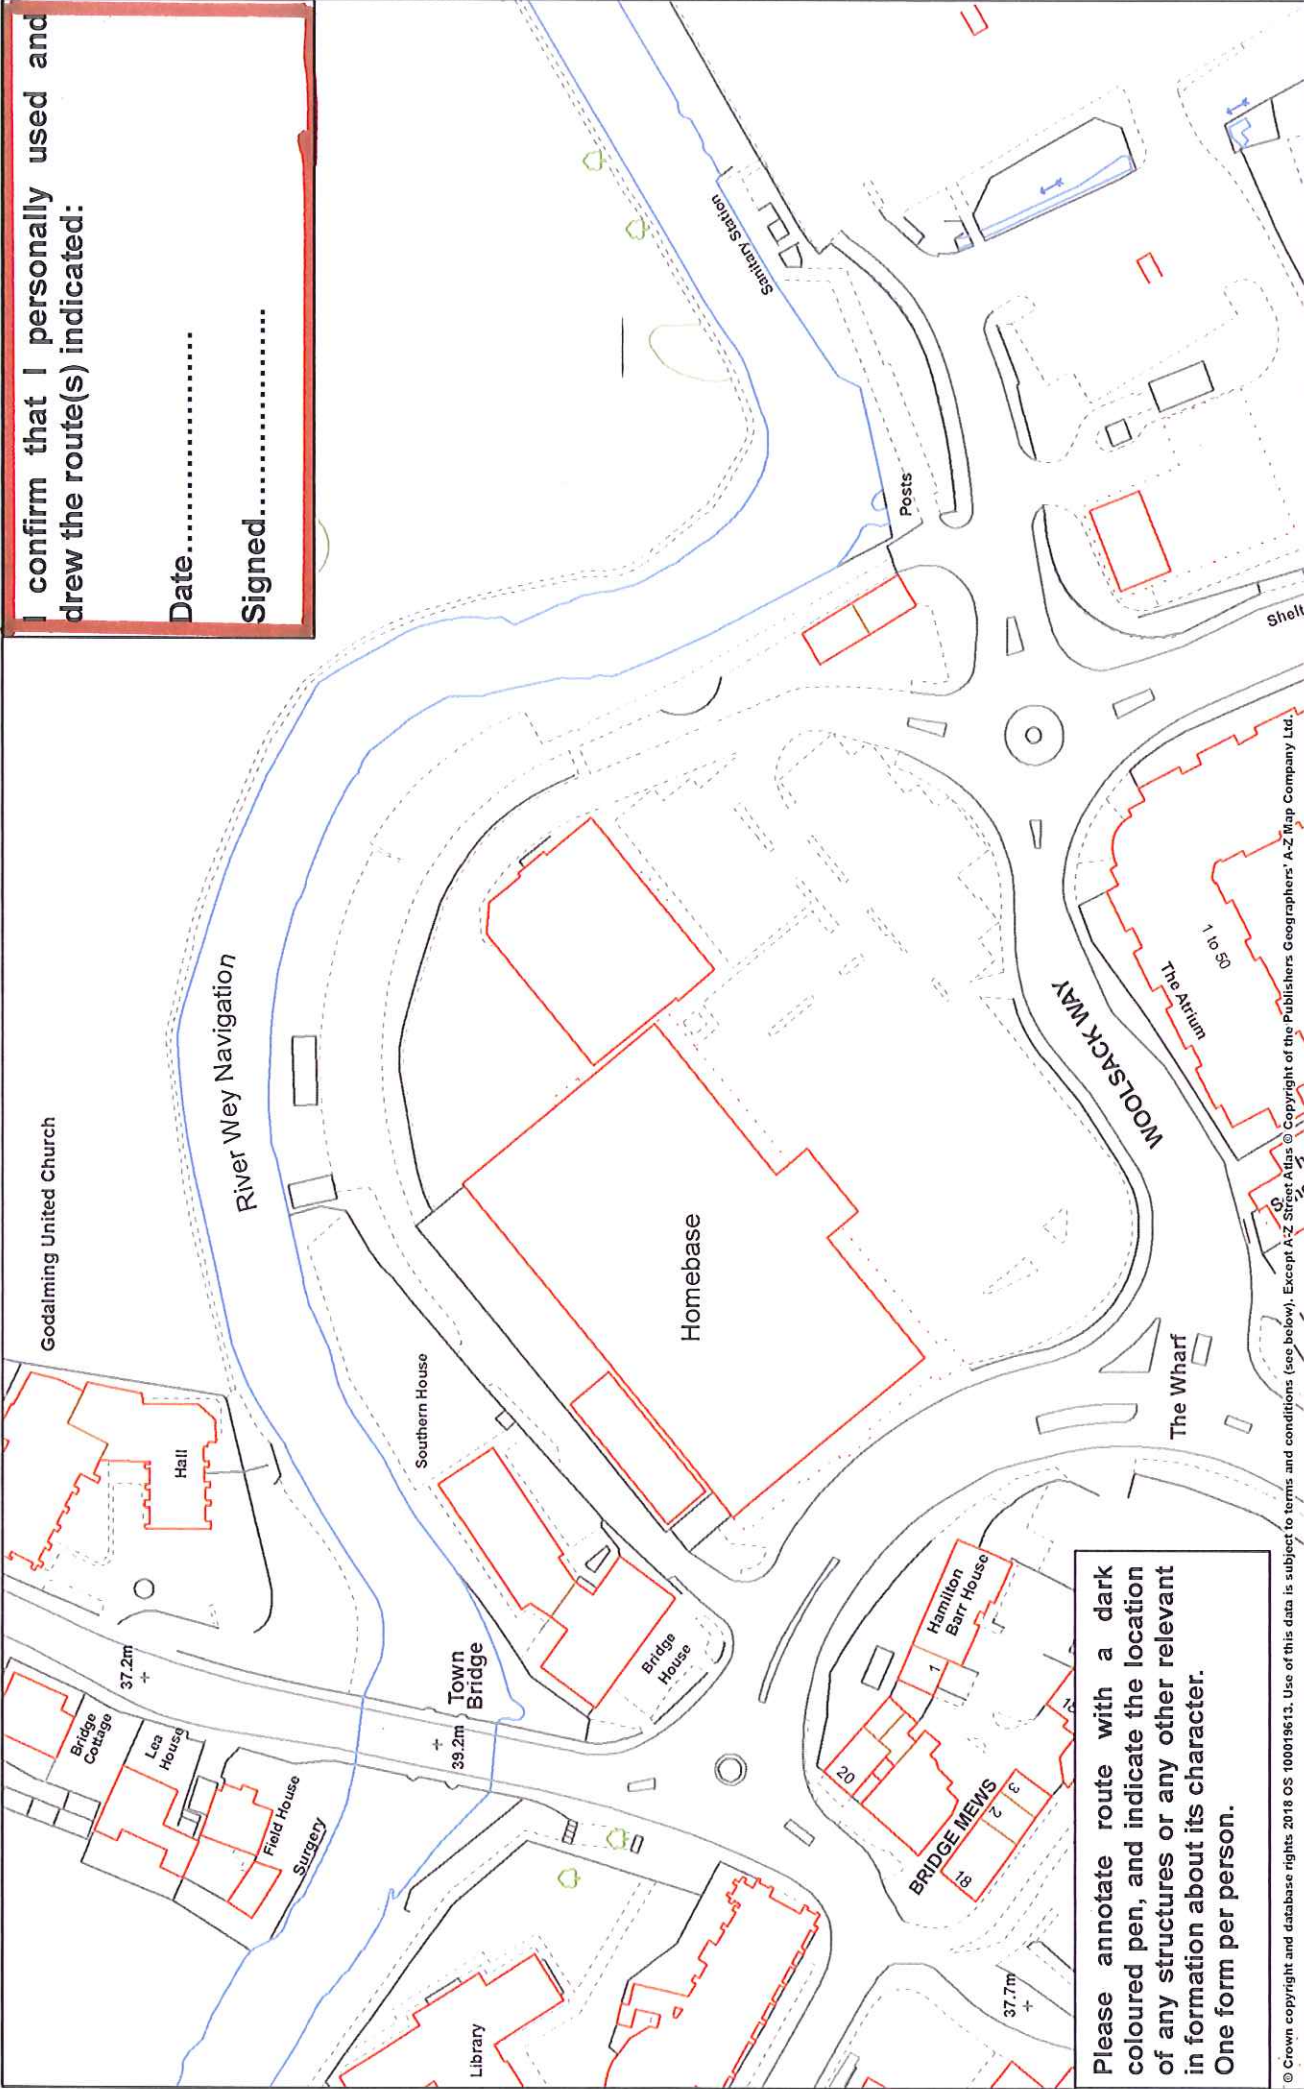 I confirm that I personally used and
drew the route(s) indicated:
Date........................
Signed........................
Godalming United Church
River Wey Navigation
Sanitary Station
Posts
Hall
37.2m
Bridge
Cottage
Lea
House
Field House
Surgery
Town
Bridge
39.2m
Southern House
Bridge
House
Homebase
Library
WOOLSACK WAY
The Atrium
1 to 50
The Wharf
Hamilton
Barr House
1
20
BRIDGE MEWS
18
2
3
37.7m
Please annotate route with a dark
coloured pen, and indicate the location
of any structures or any other relevant
in formation about its character.
One form per person.
© Crown copyright and database rights 2018 OS 100019613. Use of this data is subject to terms and conditions (see below). Except A-Z Street Atlas © Copyright of the Publishers Geographers' A-Z Map Company Ltd.